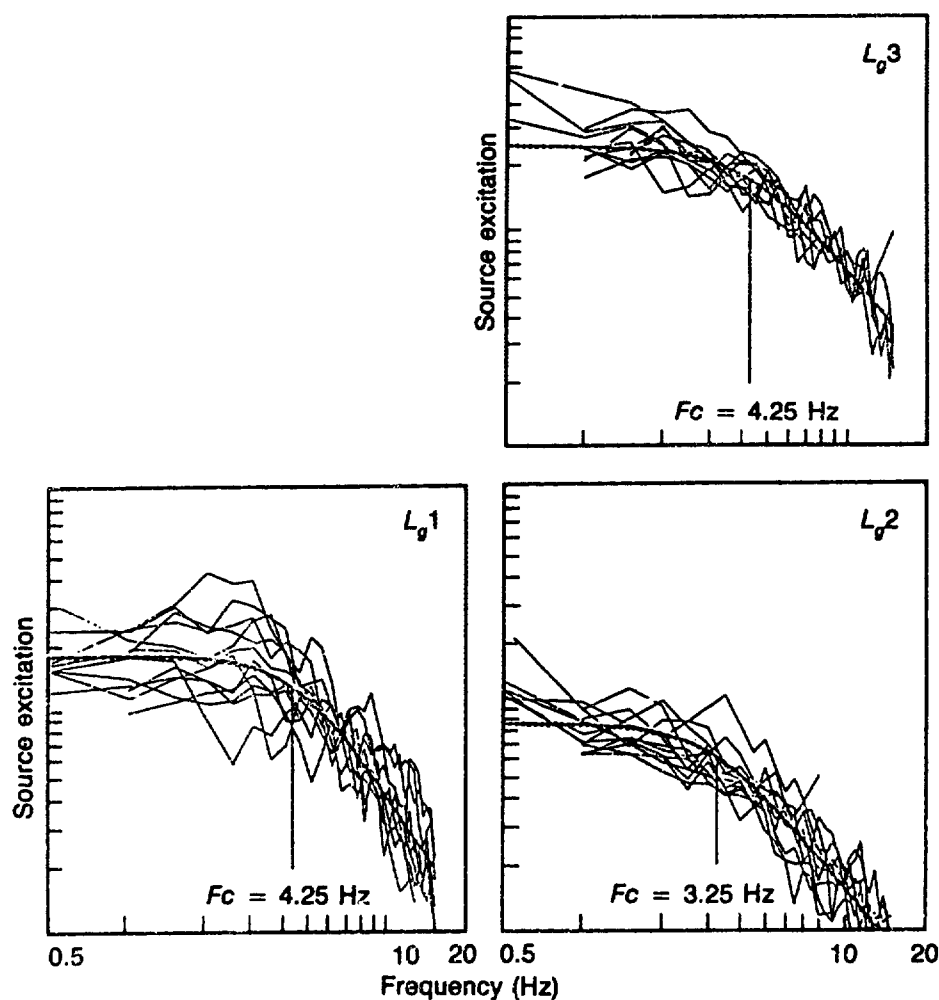 Lg3
Source excitation
Fc = 4.25 Hz
Lg1
Source excitation
Fc = 4.25 Hz
Lg2
Fc = 3.25 Hz
0.5 10 20 0.5 10 20
Frequency (Hz)